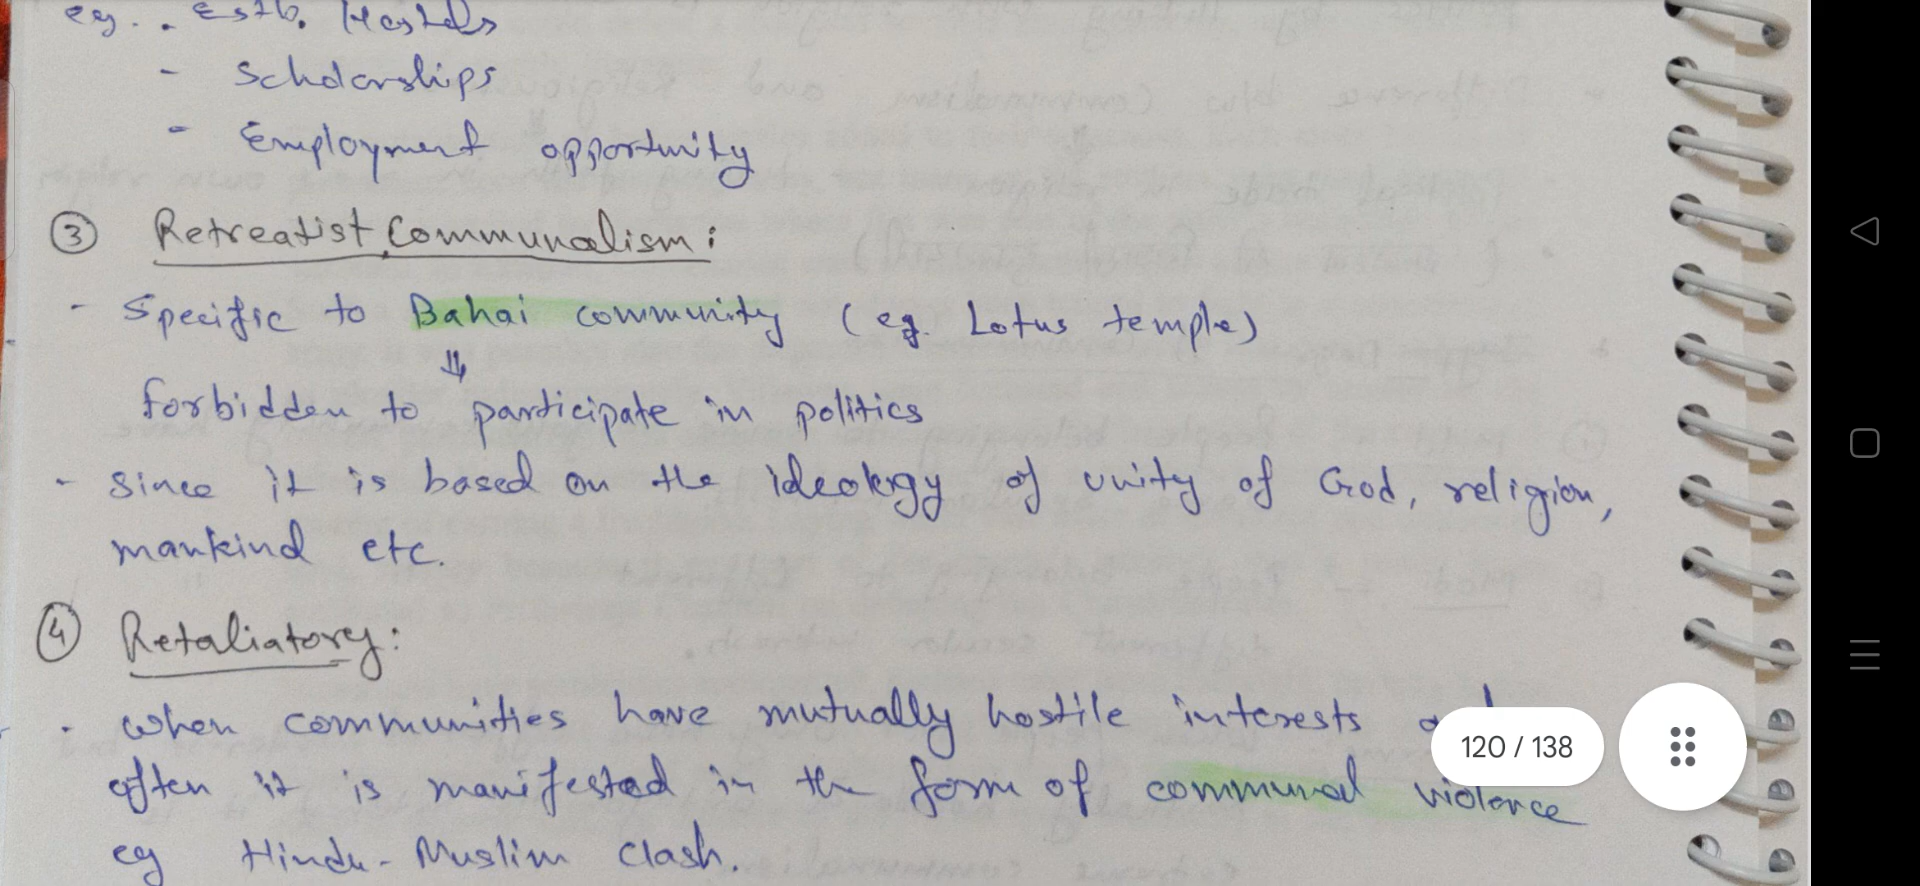 eg. . Estb. Hostels
- Scholarships
- Employment opportunity
③ Retreatist Communalism:
- Specific to Bahai community (eg. Lotus temple)
⇓
forbidden to participate in politics
- Since it is based on the ideology of unity of God, religion,
mankind etc.
④ Retaliatory:
. When communities have mutually hostile interests
often it is manifested in the form of communal violence
eg Hindu-Muslim Clash.
120 / 138